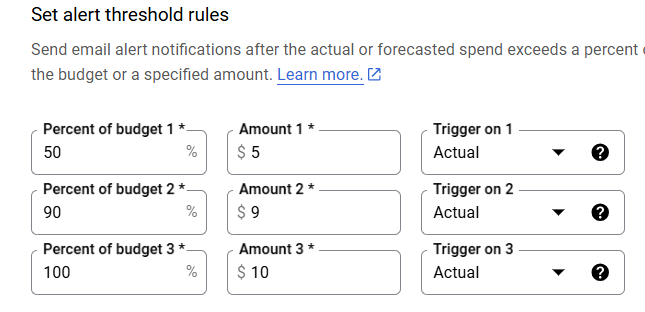 Set alert threshold rules
Send email alert notifications after the actual or forecasted spend exceeds a percent
the budget or a specified amount. Learn more.
Percent of budget 1 * Amount 1 * Trigger on 1
50 % $ 5 Actual
Percent of budget 2 * Amount 2 * Trigger on 2
90 % $ 9 Actual
Percent of budget 3 * Amount 3 * Trigger on 3
100 % $ 10 Actual